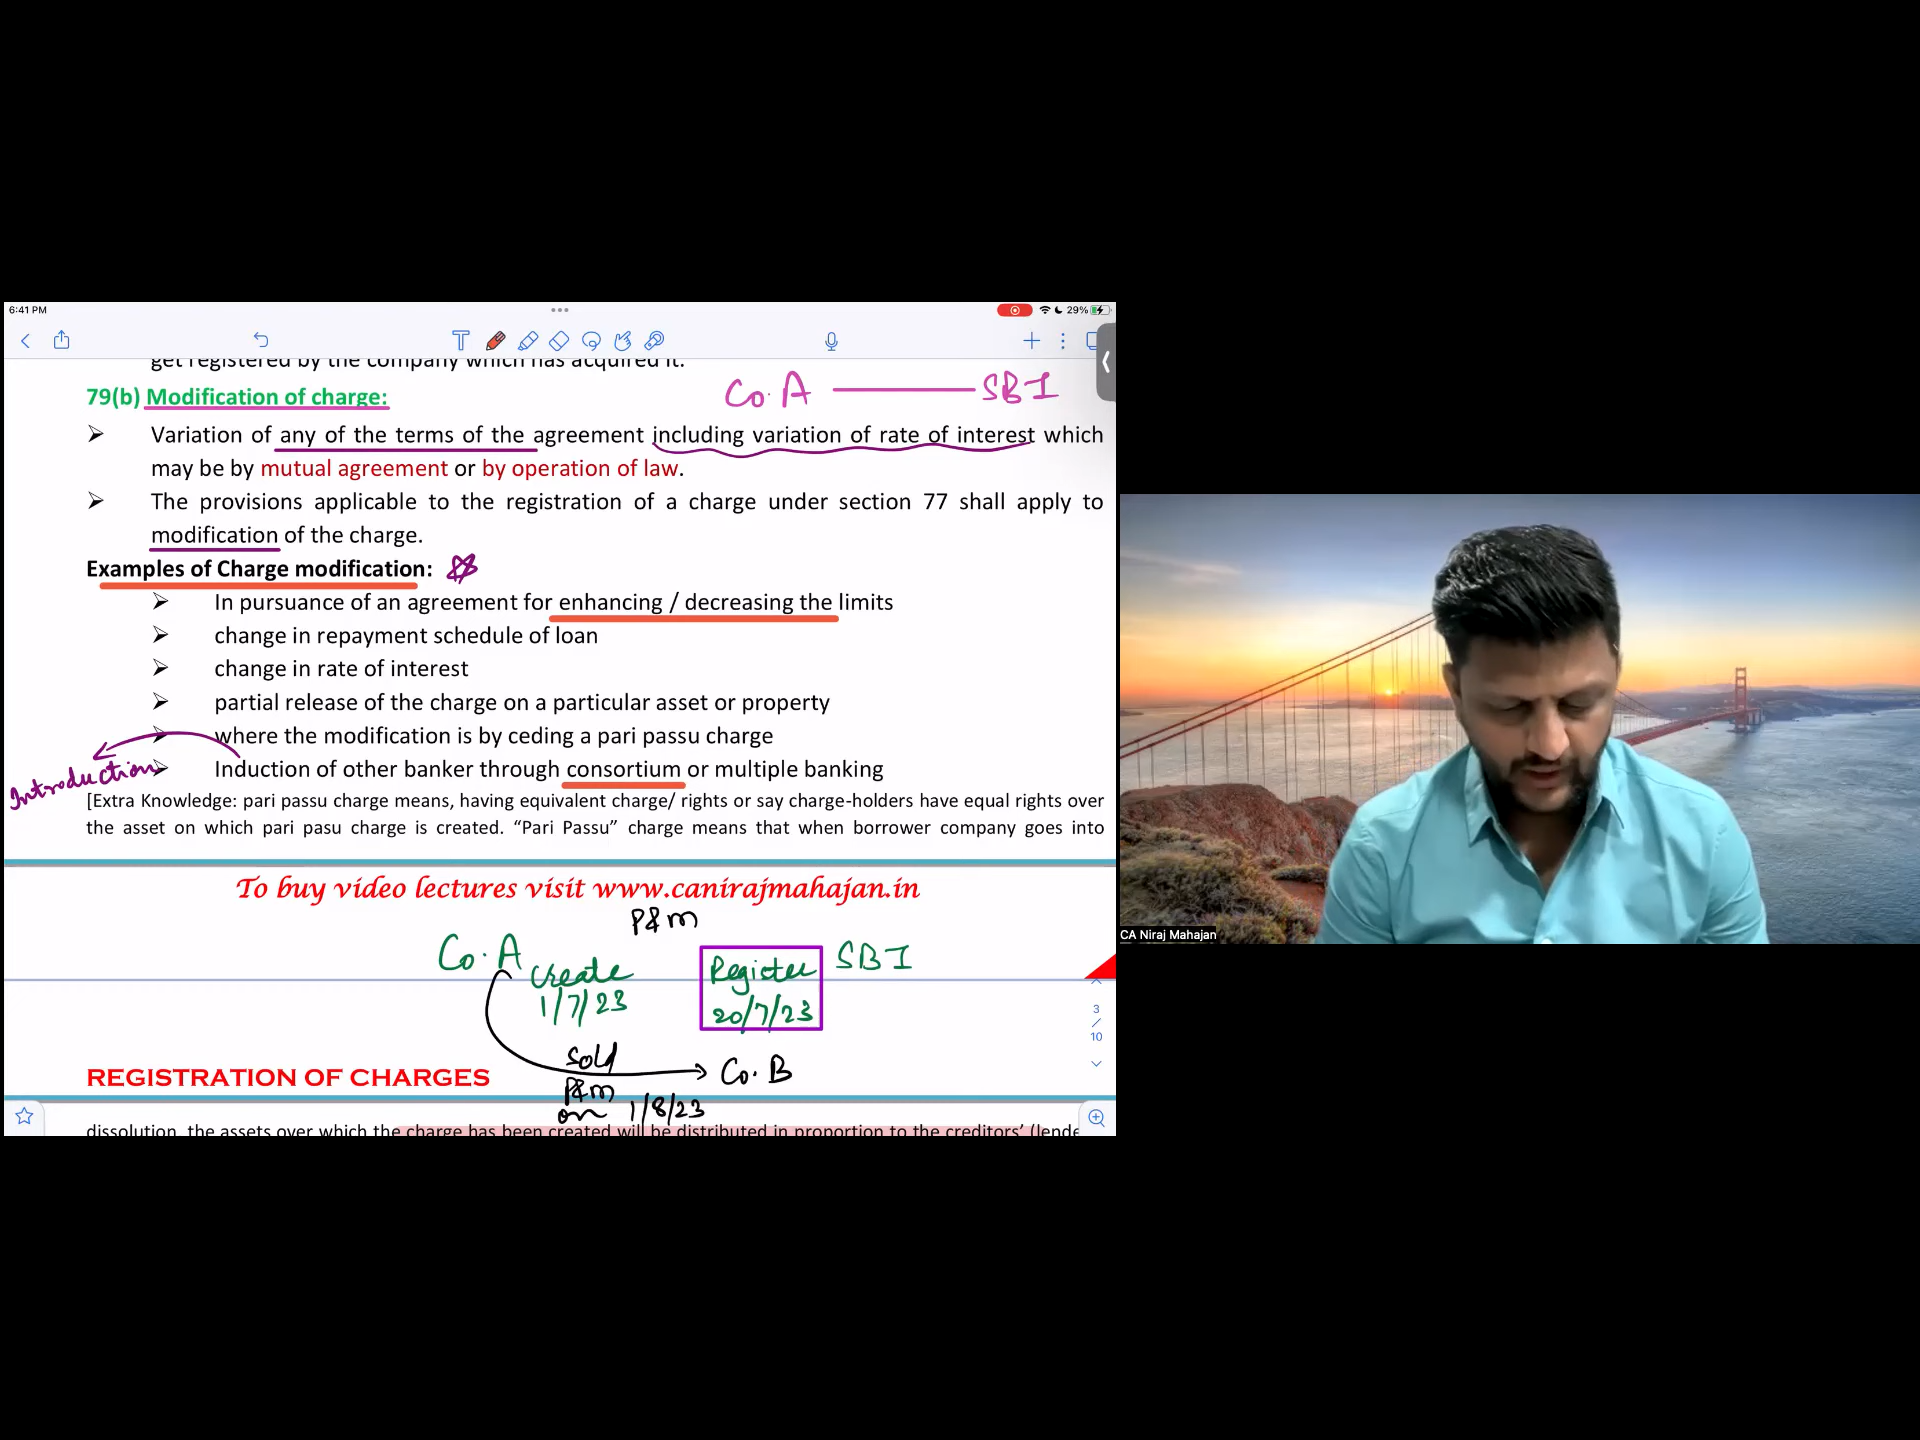 6:41 PM
29%
get registered by the company which has acquired it.
79(b) Modification of charge:
Co. A SBI
Variation of any of the terms of the agreement including variation of rate of interest which
may be by mutual agreement or by operation of law.
The provisions applicable to the registration of a charge under section 77 shall apply to
modification of the charge.
Examples of Charge modification:
In pursuance of an agreement for enhancing / decreasing the limits
change in repayment schedule of loan
change in rate of interest
partial release of the charge on a particular asset or property
where the modification is by ceding a pari passu charge
Introduction
Induction of other banker through consortium or multiple banking
[Extra Knowledge: pari passu charge means, having equivalent charge/ rights or say charge-holders have equal rights over
the asset on which pari pasu charge is created. “Pari Passu” charge means that when borrower company goes into
To buy video lectures visit www.canirajmahajan.in
P&M
Co. A Create Register SBI
1/7/23 20/7/23
3
/
10
Sold Co. B
REGISTRATION OF CHARGES
P&M
on 1/8/23
dissolution, the assets over which the charge has been created will be distributed in proportion to the creditors’ (lende
CA Niraj Mahajan